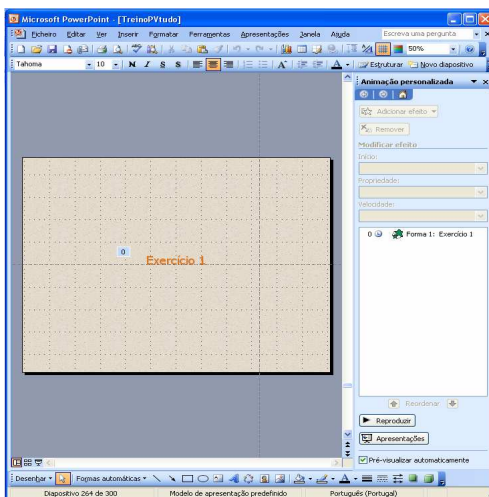 Microsoft PowerPoint - [TreinoPVtudo]
Ficheiro Editar Ver Inserir Formatar Ferramentas Apresentações Janela Ajuda Escreva uma pergunta
50%
Tahoma 10 N I S S Estruturar Novo diapositivo
Animação personalizada
Adicionar efeito
Remover
Modificar efeito
Início:
Propriedade:
Velocidade:
0 Forma 1: Exercício 1
0
Exercício 1
Reordenar
Reproduzir
Apresentações
Pré-visualizar automaticamente
Desenhar Formas automáticas
Diapositivo 264 de 300 Modelo de apresentação predefinido Português (Portugal)